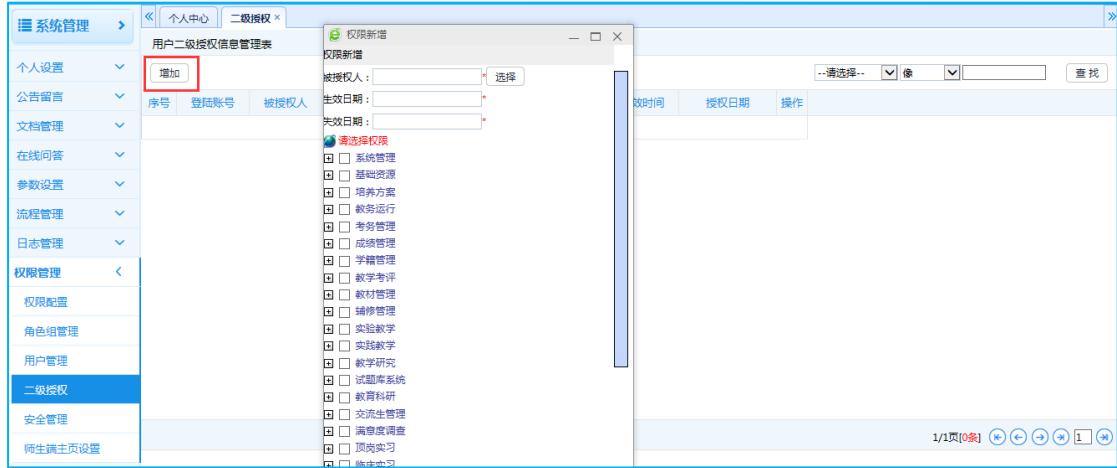 系统管理
个人中心 二级授权
用户二级授权信息管理表
增加
--请选择-- 像 查找
序号 登陆账号 被授权人 效时间 授权日期 操作
个人设置
公告留言
文档管理
在线问答
参数设置
流程管理
日志管理
权限管理
权限配置
角色组管理
用户管理
二级授权
安全管理
师生端主页设置
权限新增
权限新增
被授权人： * 选择
生效日期： *
失效日期： *
请选择权限
系统管理
基础资源
培养方案
教务运行
考务管理
成绩管理
学籍管理
教学考评
教材管理
辅修管理
实验教学
实践教学
教学研究
试题库系统
教育科研
交流生管理
满意度调查
顶岗实习
临床实习
1/1页[0条] 1